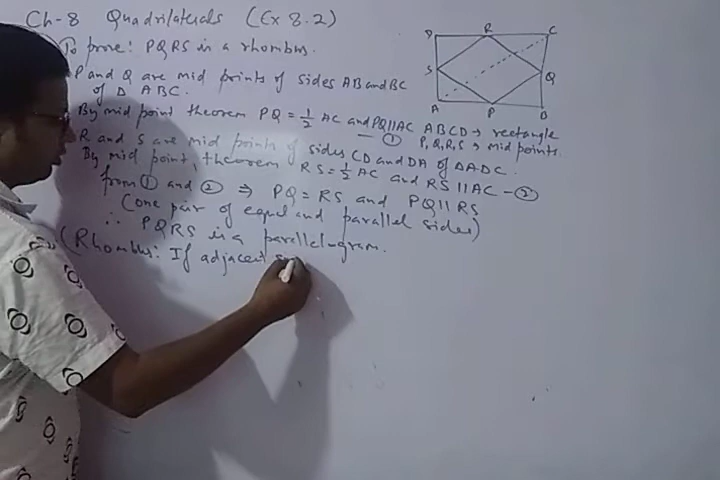 Ch-8 Quadrilaterals (Ex 8.2)
To prove: PQRS is a rhombus.
P and Q are mid points of sides AB and BC
of Δ ABC.
By mid point theorem PQ = 1/2 AC and PQ || AC — ①
R and S are mid points of sides CD and DA of ΔADC.
By mid point theorem RS = 1/2 AC and RS || AC — ②
from ① and ② ⇒ PQ = RS and PQ || RS
(one pair of equal and parallel sides)
∴ PQRS is a parallelogram.
(Rhombus: If adjacent
D R C
S Q
A P B
ABCD → rectangle
P, Q, R, S → mid points.